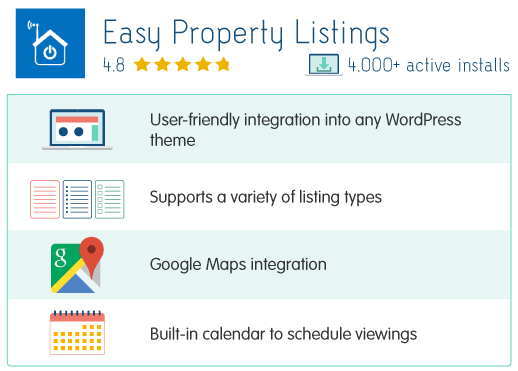 Easy Property Listings
4.8
4,000+ active installs
User-friendly integration into any WordPress
theme
Supports a variety of listing types
g
Google Maps integration
Built-in calendar to schedule viewings